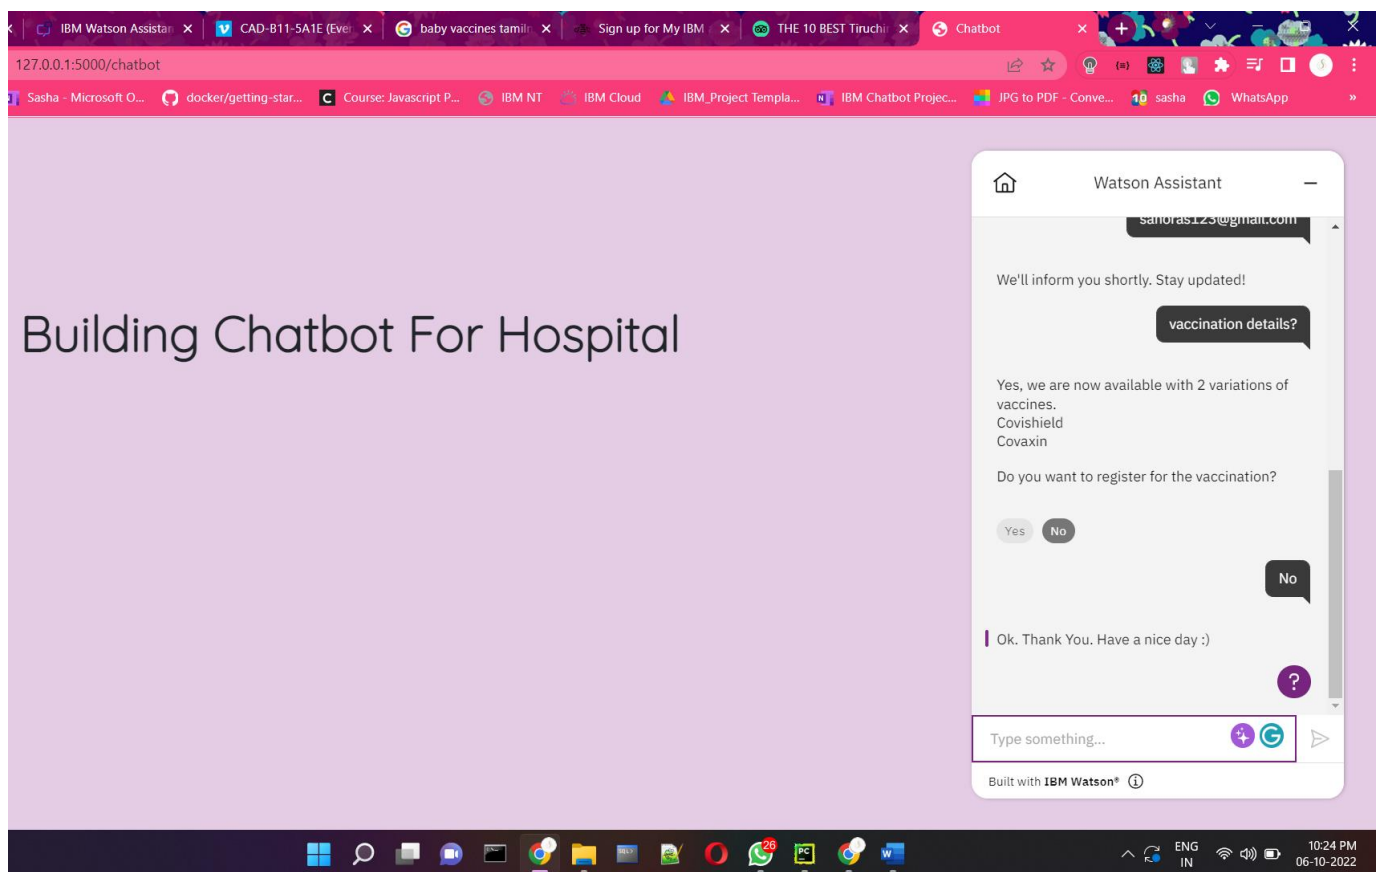 IBM Watson Assistan
CAD-B11-5A1E (Eve
baby vaccines tamil
Sign up for My IBM
THE 10 BEST Tiruchi
Chatbot
127.0.0.1:5000/chatbot
Sasha - Microsoft O...
docker/getting-star...
Course: Javascript P...
IBM NT
IBM Cloud
IBM_Project Templa...
IBM Chatbot Projec...
JPG to PDF - Conve...
sasha
WhatsApp
»
Building Chatbot For Hospital
Watson Assistant
We'll inform you shortly. Stay updated!
vaccination details?
Yes, we are now available with 2 variations of
vaccines.
Covishield
Covaxin
Do you want to register for the vaccination?
Yes No
No
Ok. Thank You. Have a nice day :)
?
Type something...
Built with IBM Watson®
26
ENG
IN
10:24 PM
06-10-2022